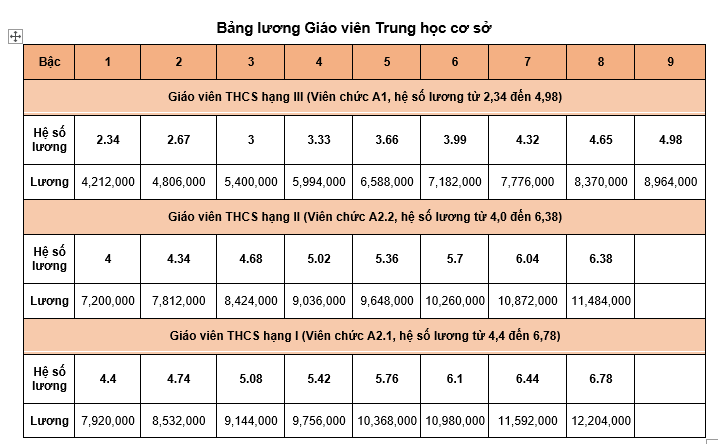 Bảng lương Giáo viên Trung học cơ sở
Bậc 1 2 3 4 5 6 7 8 9
Giáo viên THCS hạng III (Viên chức A1, hệ số lương từ 2,34 đến 4,98)
Hệ số lương 2.34 2.67 3 3.33 3.66 3.99 4.32 4.65 4.98
Lương 4,212,000 4,806,000 5,400,000 5,994,000 6,588,000 7,182,000 7,776,000 8,370,000 8,964,000
Giáo viên THCS hạng II (Viên chức A2.2, hệ số lương từ 4,0 đến 6,38)
Hệ số lương 4 4.34 4.68 5.02 5.36 5.7 6.04 6.38
Lương 7,200,000 7,812,000 8,424,000 9,036,000 9,648,000 10,260,000 10,872,000 11,484,000
Giáo viên THCS hạng I (Viên chức A2.1, hệ số lương từ 4,4 đến 6,78)
Hệ số lương 4.4 4.74 5.08 5.42 5.76 6.1 6.44 6.78
Lương 7,920,000 8,532,000 9,144,000 9,756,000 10,368,000 10,980,000 11,592,000 12,204,000